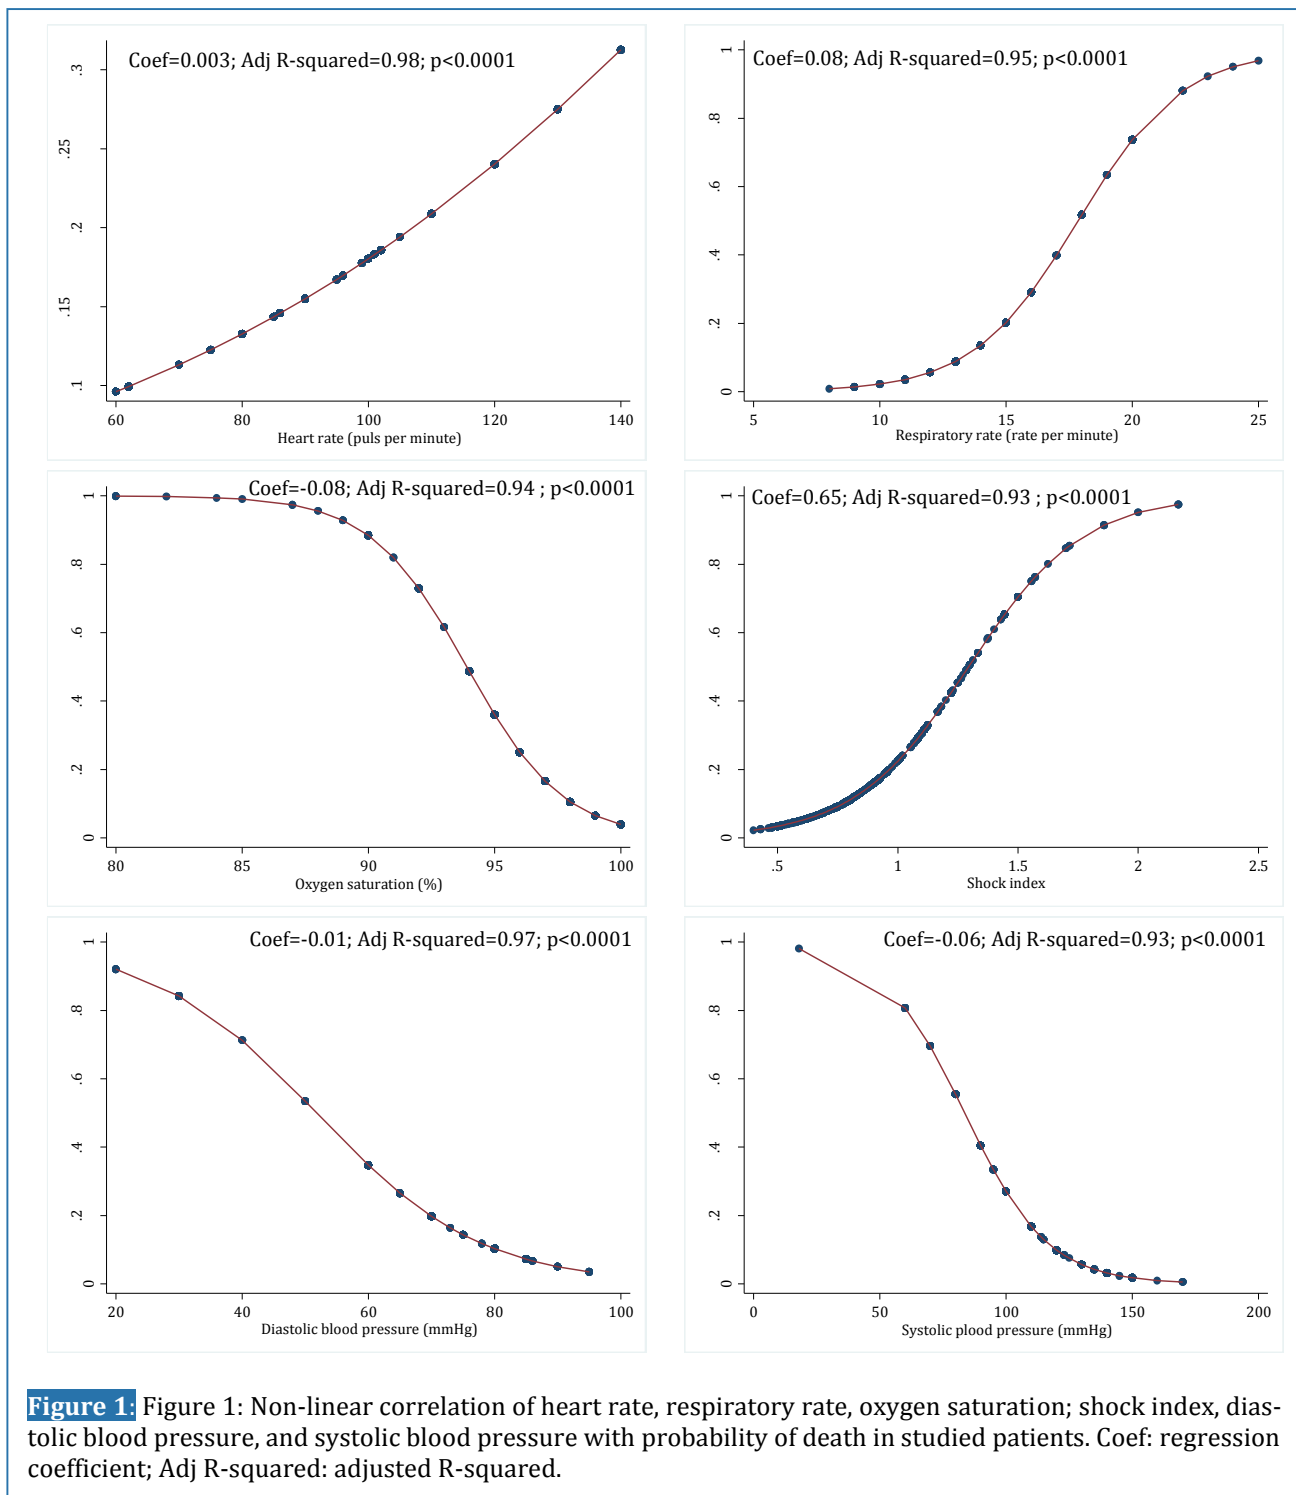 Coef=0.003; Adj R-squared=0.98; p<0.0001
.3
.25
.2
.15
.1
60 80 100 120 140
Heart rate (puls per minute)
Coef=0.08; Adj R-squared=0.95; p<0.0001
1
.8
.6
.4
.2
0
5 10 15 20 25
Respiratory rate (rate per minute)
Coef=-0.08; Adj R-squared=0.94 ; p<0.0001
1
.8
.6
.4
.2
0
80 85 90 95 100
Oxygen saturation (%)
Coef=0.65; Adj R-squared=0.93 ; p<0.0001
1
.8
.6
.4
.2
0
.5 1 1.5 2 2.5
Shock index
Coef=-0.01; Adj R-squared=0.97; p<0.0001
1
.8
.6
.4
.2
0
20 40 60 80 100
Diastolic blood pressure (mmHg)
Coef=-0.06; Adj R-squared=0.93; p<0.0001
1
.8
.6
.4
.2
0
0 50 100 150 200
Systolic plood pressure (mmHg)
Figure 1: Figure 1: Non-linear correlation of heart rate, respiratory rate, oxygen saturation; shock index, dias-
tolic blood pressure, and systolic blood pressure with probability of death in studied patients. Coef: regression
coefficient; Adj R-squared: adjusted R-squared.